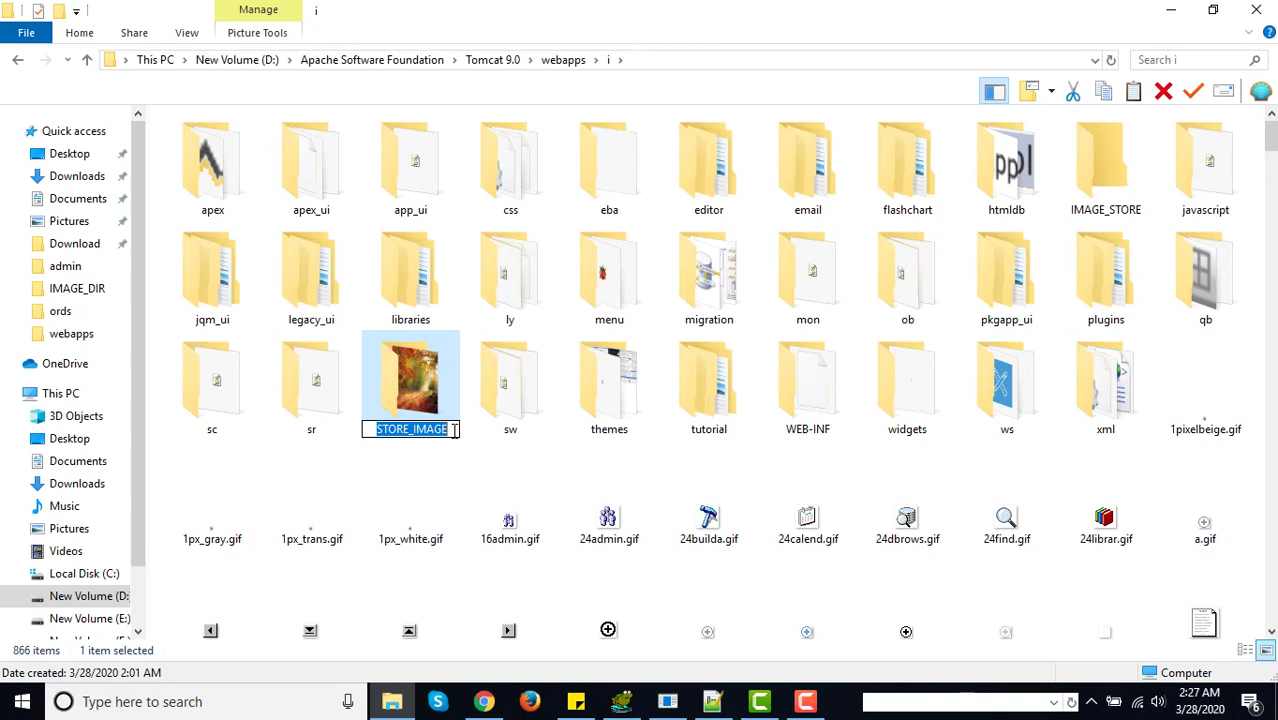 Manage
i
File
Home
Share
View
Picture Tools
This PC
New Volume (D:)
Apache Software Foundation
Tomcat 9.0
webapps
i
Search i
Quick access
Desktop
Downloads
Documents
Pictures
Download
admin
IMAGE_DIR
ords
webapps
OneDrive
This PC
3D Objects
Desktop
Documents
Downloads
Music
Pictures
Videos
Local Disk (C:)
New Volume (D:
New Volume (E:)
apex
apex_ui
app_ui
css
eba
editor
email
flashchart
htmldb
IMAGE_STORE
javascript
jqm_ui
legacy_ui
libraries
ly
menu
migration
mon
ob
pkgapp_ui
plugins
qb
sc
sr
STORE_IMAGE
sw
themes
tutorial
WEB-INF
widgets
ws
xml
1pixelbeige.gif
1px_gray.gif
1px_trans.gif
1px_white.gif
16admin.gif
24admin.gif
24builda.gif
24calend.gif
24dbrows.gif
24find.gif
24librar.gif
a.gif
866 items
1 item selected
Date created: 3/28/2020 2:01 AM
Computer
Type here to search
2:27 AM
3/28/2020
6